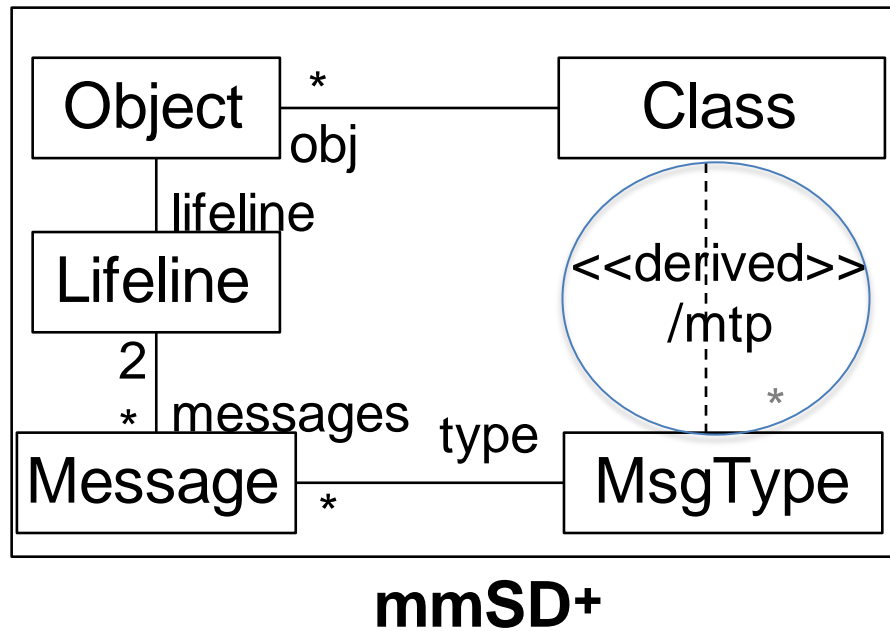 Object
*
obj
Class
lifeline
Lifeline
<<derived>>
/mtp
2
*
messages
*
type
Message
*
MsgType
mmSD+